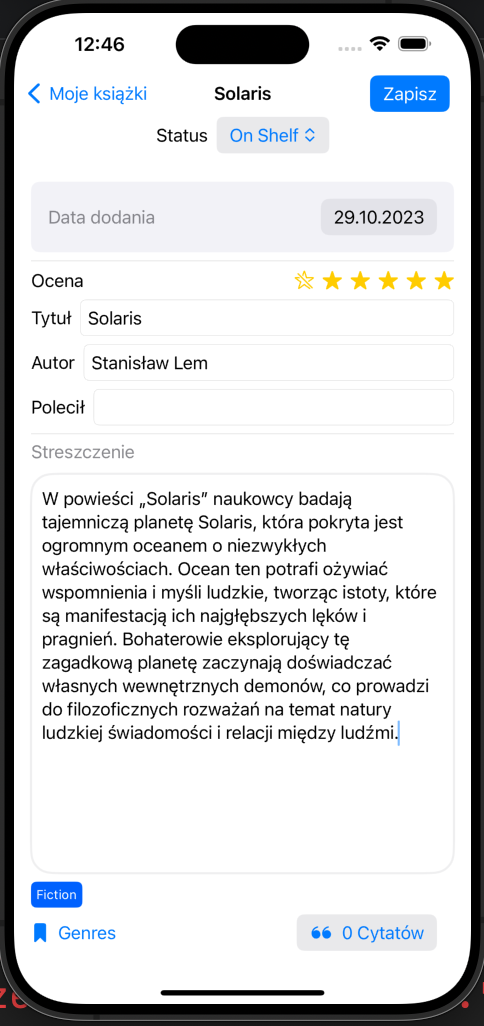 12:46
Moje książki
Solaris
Zapisz
Status
On Shelf
Data dodania
29.10.2023
Ocena
Tytuł
Solaris
Autor
Stanisław Lem
Polecił
Streszczenie
W powieści „Solaris” naukowcy badają
tajemniczą planetę Solaris, która pokryta jest
ogromnym oceanem o niezwykłych
właściwościach. Ocean ten potrafi ożywiać
wspomnienia i myśli ludzkie, tworząc istoty, które
są manifestacją ich najgłębszych lęków i
pragnień. Bohaterowie eksplorujący tę
zagadkową planetę zaczynają doświadczać
własnych wewnętrznych demonów, co prowadzi
do filozoficznych rozważań na temat natury
ludzkiej świadomości i relacji między ludźmi.
Fiction
Genres
0 Cytatów